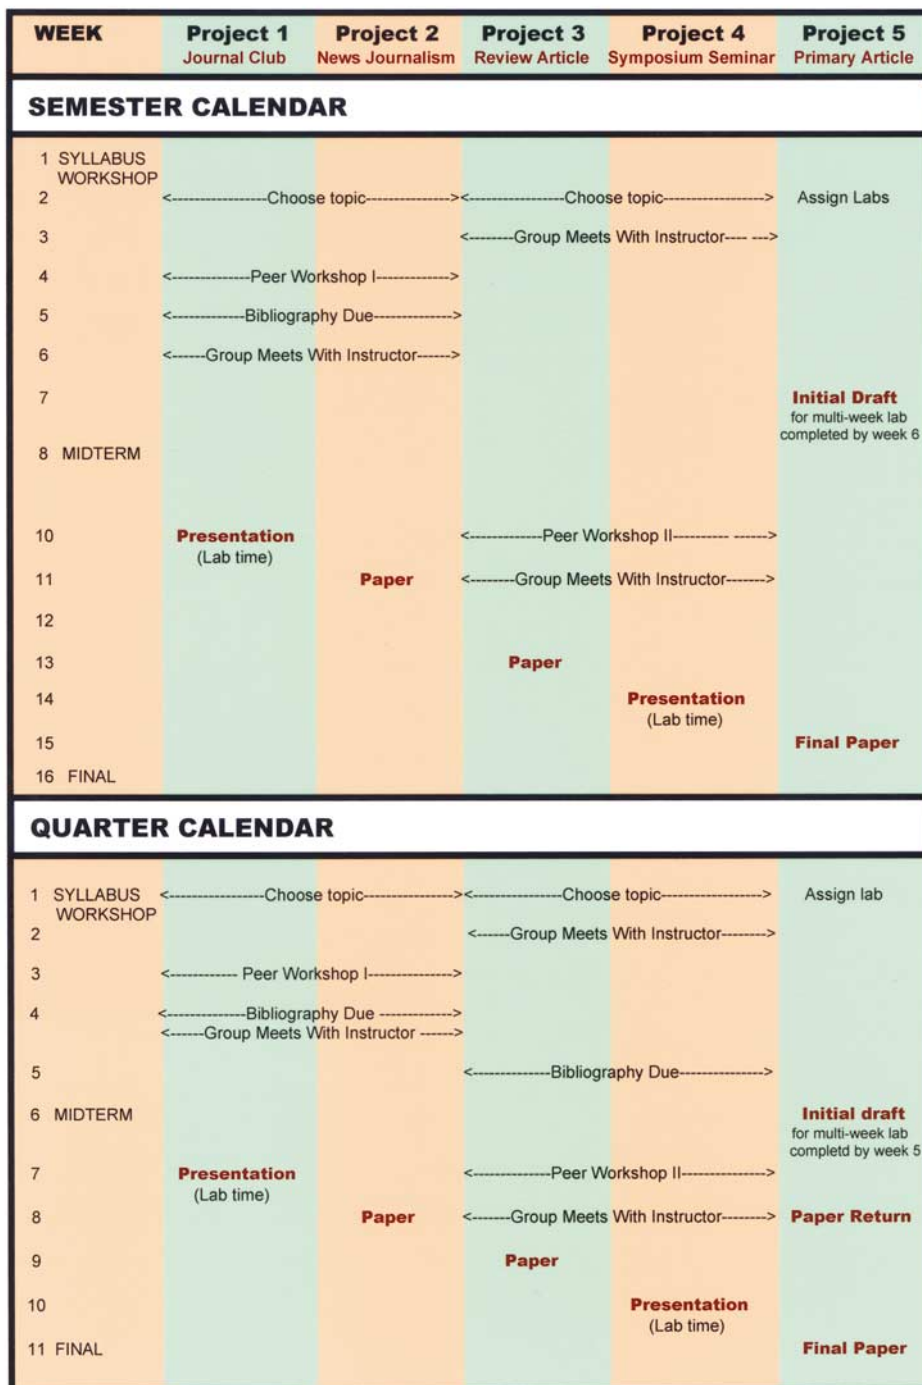 WEEK Project 1 Project 2 Project 3 Project 4 Project 5
Journal Club News Journalism Review Article Symposium Seminar Primary Article
SEMESTER CALENDAR
1 SYLLABUS
WORKSHOP
2 <-----------------Choose topic----------------><-----------------Choose topic-----------------> Assign Labs
3 <--------Group Meets With Instructor---- --->
4 <--------------Peer Workshop I------------->
5 <-------------Bibliography Due-------------->
6 <------Group Meets With Instructor------>
7 Initial Draft
for multi-week lab
completed by week 6
8 MIDTERM
10 Presentation <-------------Peer Workshop II---------- ------>
(Lab time)
11 Paper <--------Group Meets With Instructor------->
12
13 Paper
14 Presentation
(Lab time)
15 Final Paper
16 FINAL
QUARTER CALENDAR
1 SYLLABUS <-----------------Choose topic----------------><-----------------Choose topic-----------------> Assign lab
WORKSHOP
2 <------Group Meets With Instructor-------->
3 <------------ Peer Workshop I-------------->
4 <--------------Bibliography Due ------------->
<------Group Meets With Instructor ------>
5 <--------------Bibliography Due-------------->
6 MIDTERM Initial draft
for multi-week lab
completd by week 5
7 Presentation <--------------Peer Workshop II-------------->
(Lab time)
8 Paper <-------Group Meets With Instructor--------> Paper Return
9 Paper
10 Presentation
(Lab time)
11 FINAL Final Paper